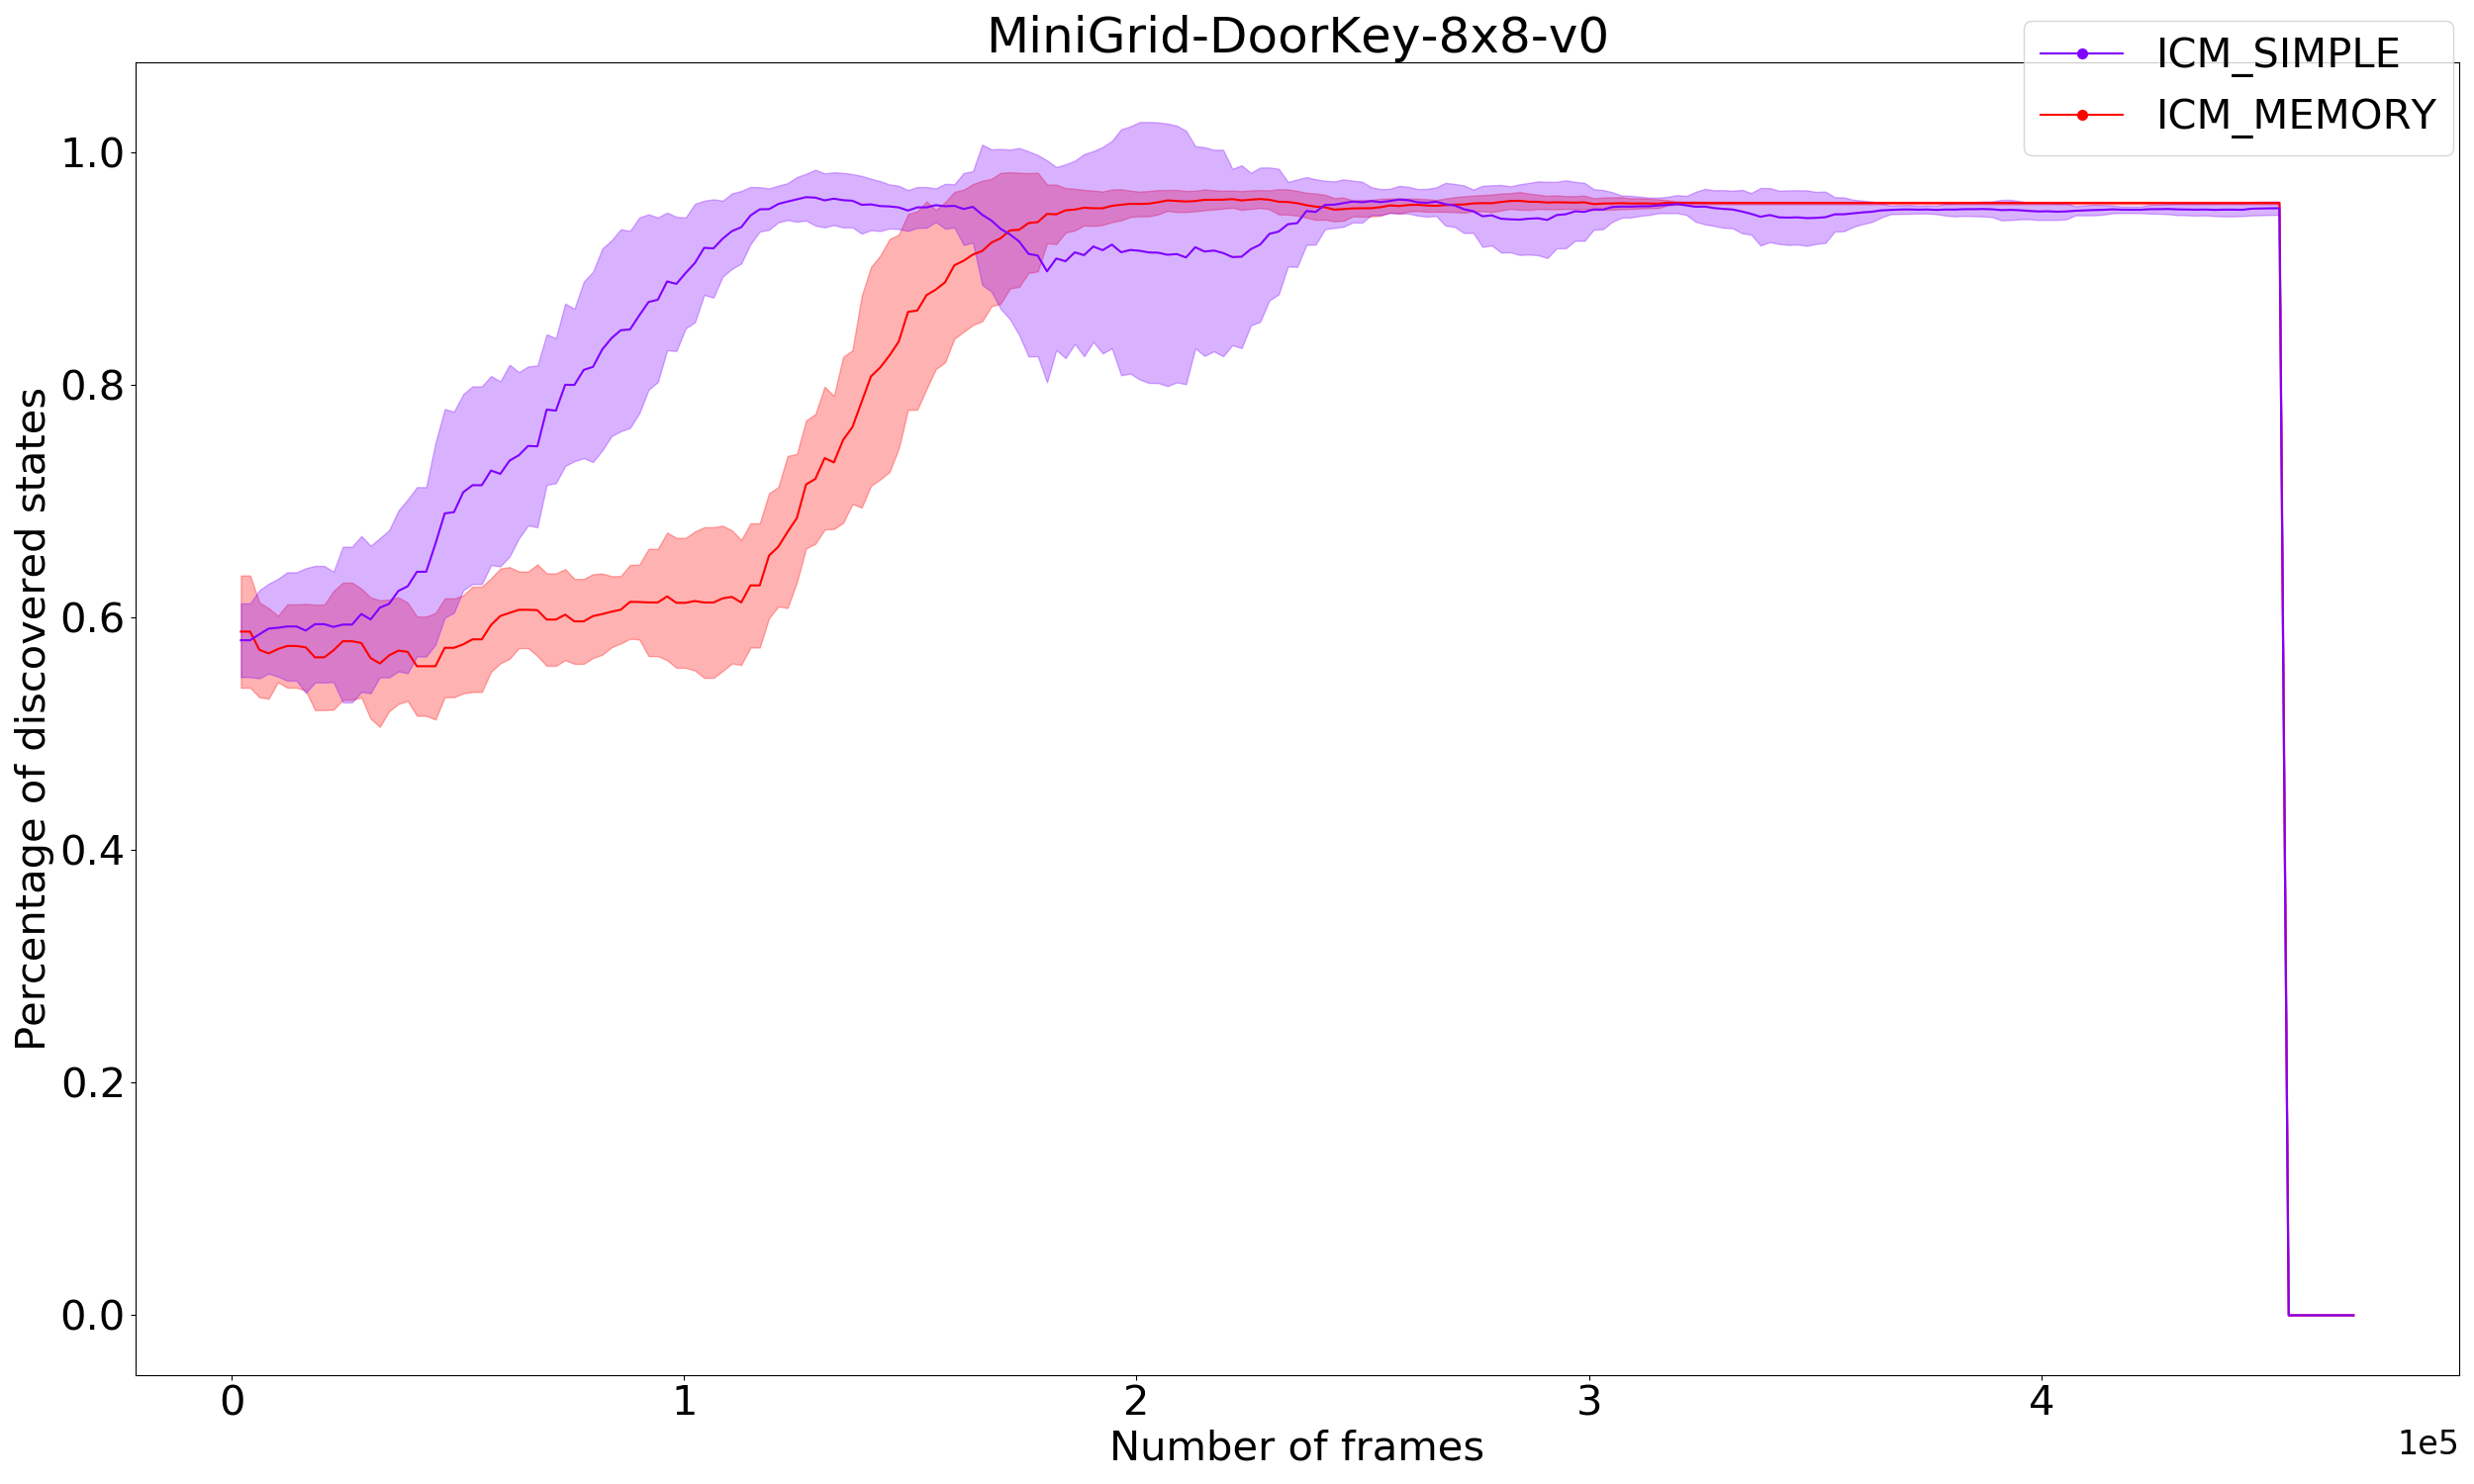 MiniGrid-DoorKey-8x8-v0
ICM_SIMPLE
ICM_MEMORY
Percentage of discovered states
1.0
0.8
0.6
0.4
0.2
0.0
0 1 2 3 4
1e5
Number of frames